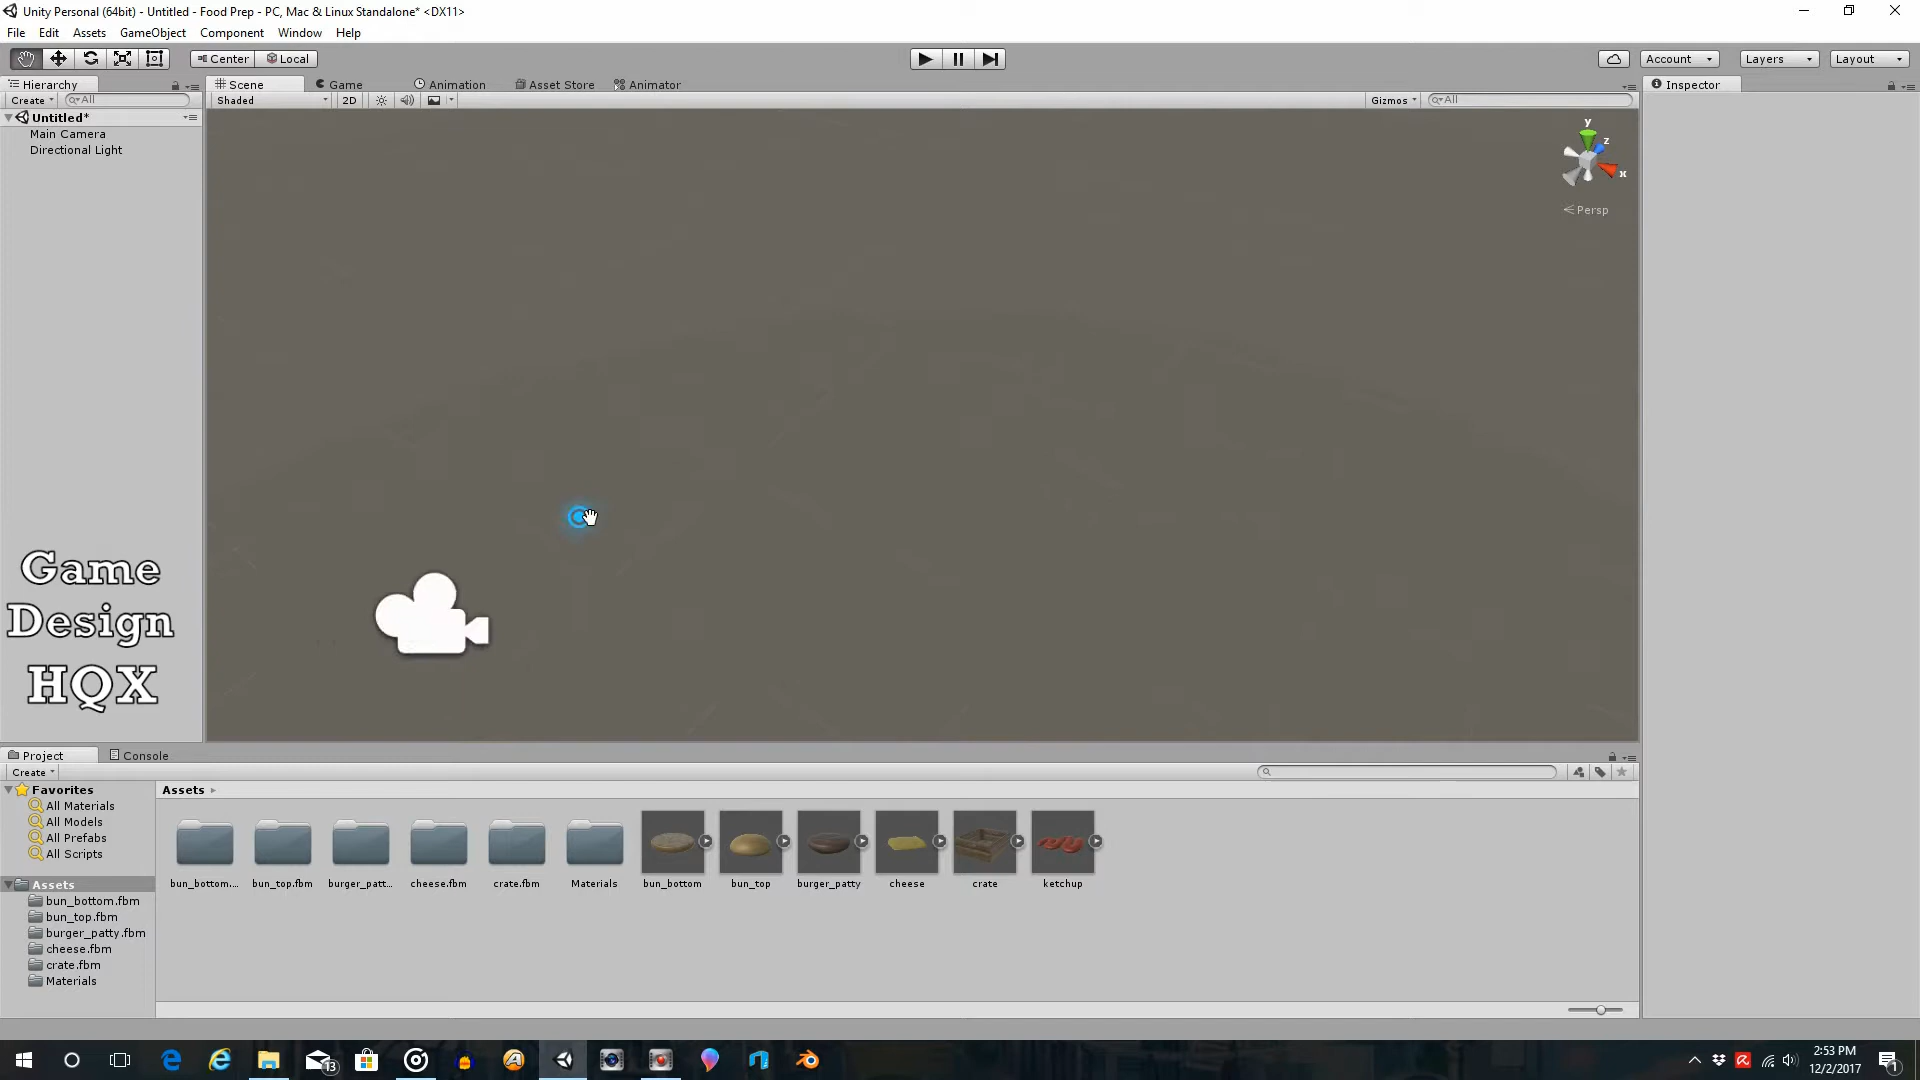 Unity Personal (64bit) - Untitled - Food Prep - PC, Mac & Linux Standalone* <DX11>
File Edit Assets GameObject Component Window Help
Center Local Account Layers Layout
Hierarchy Scene Game Animation Asset Store Animator Inspector
Create All Shaded 2D Gizmos All
Untitled*
Main Camera
Directional Light
y
z
x
Persp
Game
Design
HQX
Project Console
Create
Favorites
All Materials
All Models
All Prefabs
All Scripts
Assets
bun_bottom.fbm
bun_top.fbm
burger_patty.fbm
cheese.fbm
crate.fbm
Materials
Assets
bun_bottom... bun_top.fbm burger_patt... cheese.fbm crate.fbm Materials bun_bottom bun_top burger_patty cheese crate ketchup
13
2:53 PM
12/2/2017
1